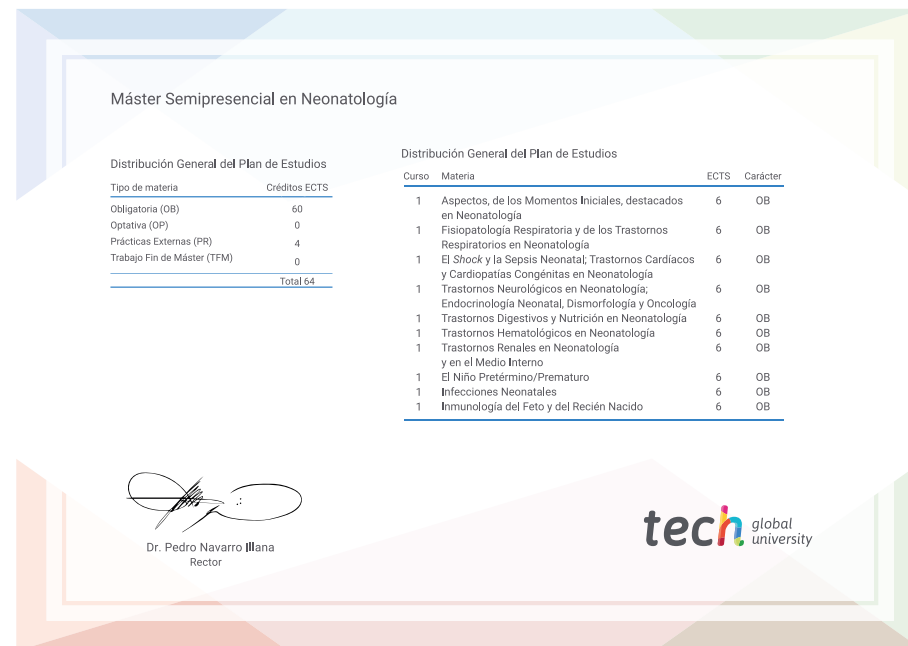 Máster Semipresencial en Neonatología
Distribución General del Plan de Estudios
Tipo de materia Créditos ECTS
Obligatoria (OB) 60
Optativa (OP) 0
Prácticas Externas (PR) 4
Trabajo Fin de Máster (TFM) 0
Total 64
Distribución General del Plan de Estudios
Curso Materia ECTS Carácter
1 Aspectos, de los Momentos Iniciales, destacados 6 OB
en Neonatología
1 Fisiopatología Respiratoria y de los Trastornos 6 OB
Respiratorios en Neonatología
1 El Shock y la Sepsis Neonatal; Trastornos Cardíacos 6 OB
y Cardiopatías Congénitas en Neonatología
1 Trastornos Neurológicos en Neonatología; 6 OB
Endocrinología Neonatal, Dismorfología y Oncología
1 Trastornos Digestivos y Nutrición en Neonatología 6 OB
1 Trastornos Hematológicos en Neonatología 6 OB
1 Trastornos Renales en Neonatología 6 OB
y en el Medio Interno
1 El Niño Pretérmino/Prematuro 6 OB
1 Infecciones Neonatales 6 OB
1 Inmunología del Feto y del Recién Nacido 6 OB
Dr. Pedro Navarro Illana
Rector
tech global
university